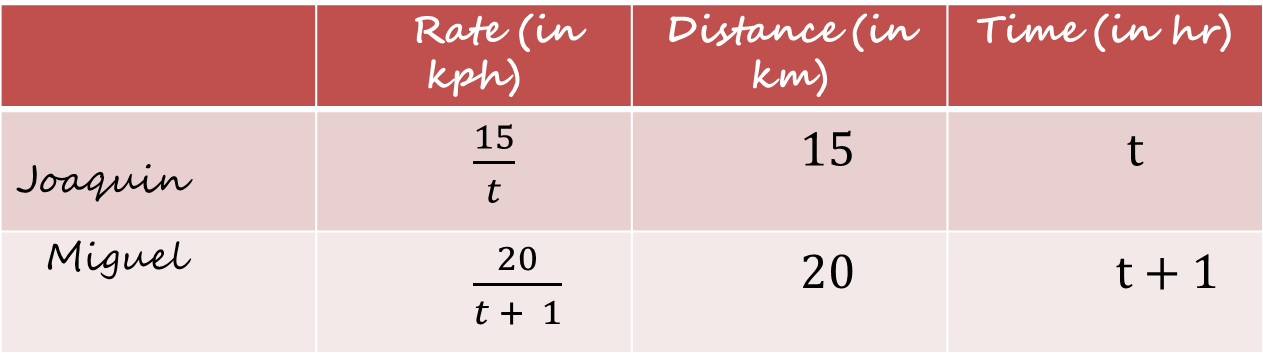 Rate (in kph)
Distance (in km)
Time (in hr)
Joaquin
15
t
15
t
Miguel
20
t + 1
20
t + 1